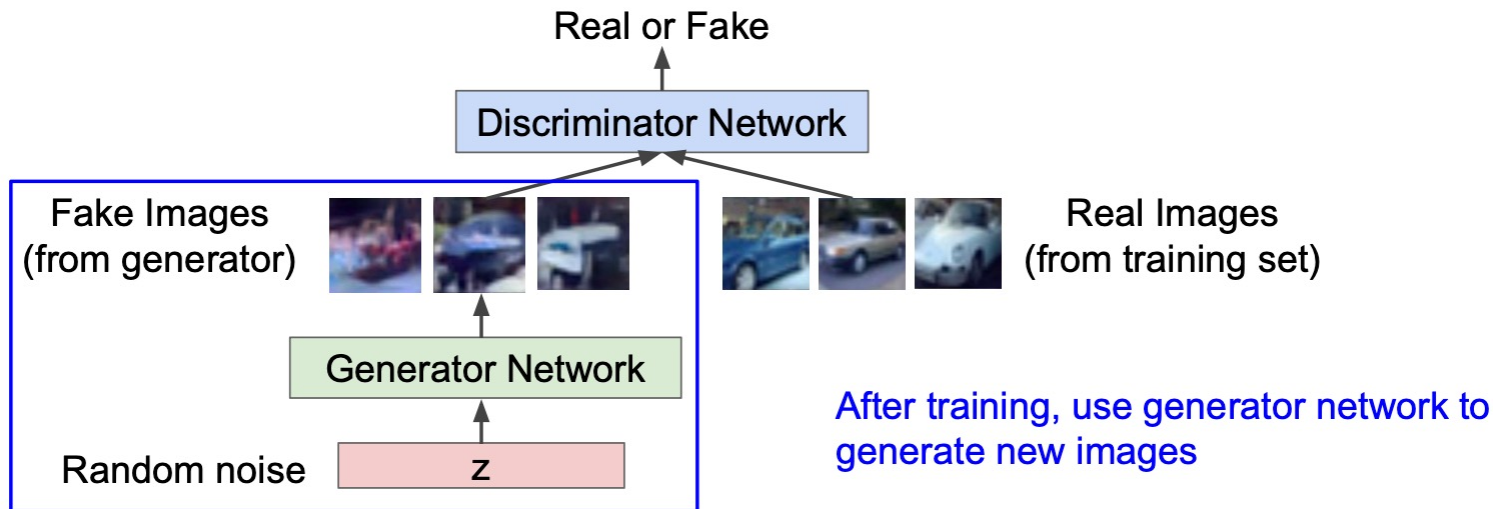 Real or Fake
Discriminator Network
Fake Images
(from generator)
Real Images
(from training set)
Generator Network
After training, use generator network to
generate new images
Random noise
z